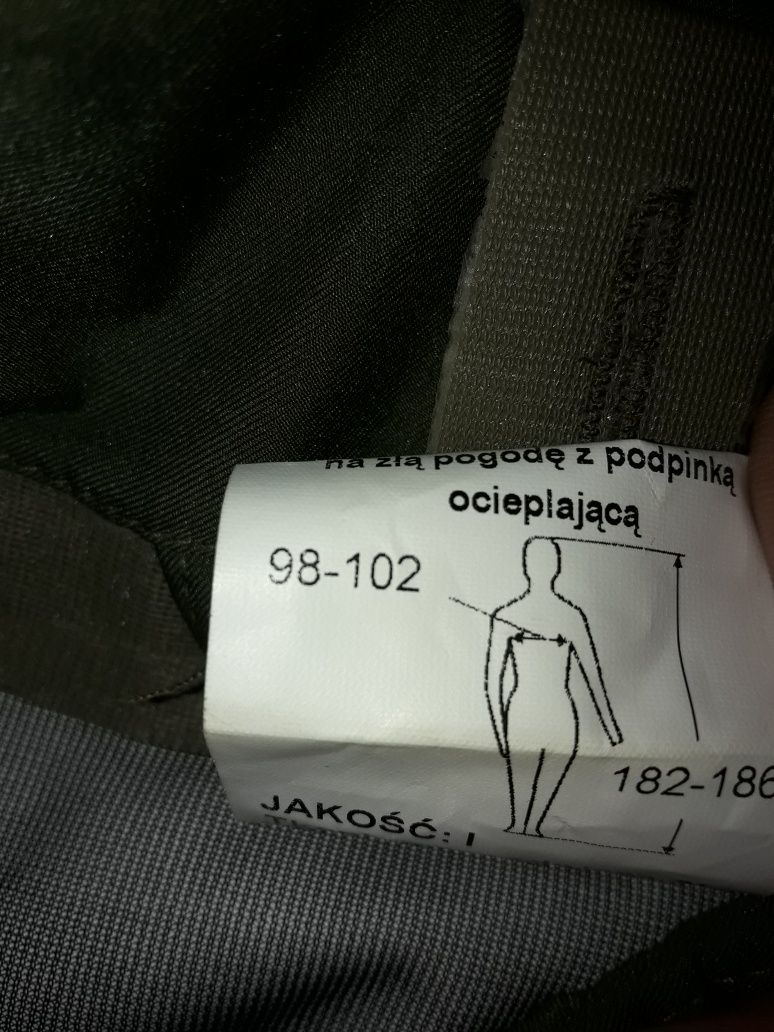 na złą pogodę z podpinką
ocieplającą
98-102
182-186
JAKOŚĆ: I